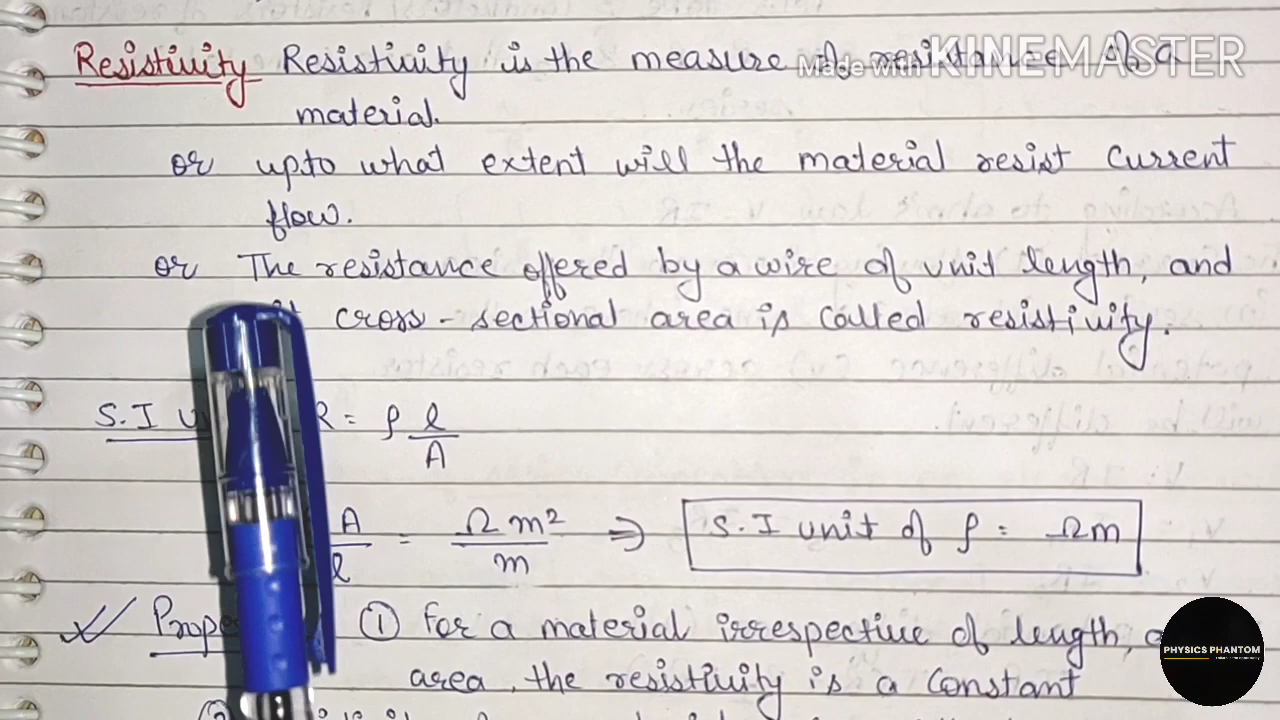 Resistivity Resistivity is the measure of resistance of a
Made with KINEMASTER
material.
or upto what extent will the material resist current
flow.
or The resistance offered by a wire of unit length, and
cross-sectional area is called resistivity.
S.I R = ρ l/A
A/l = Ω m²/m ⇒ S.I unit of ρ = Ωm
① For a material irrespective of length,
area, the resistivity is a constant
PHYSICS PHANTOM